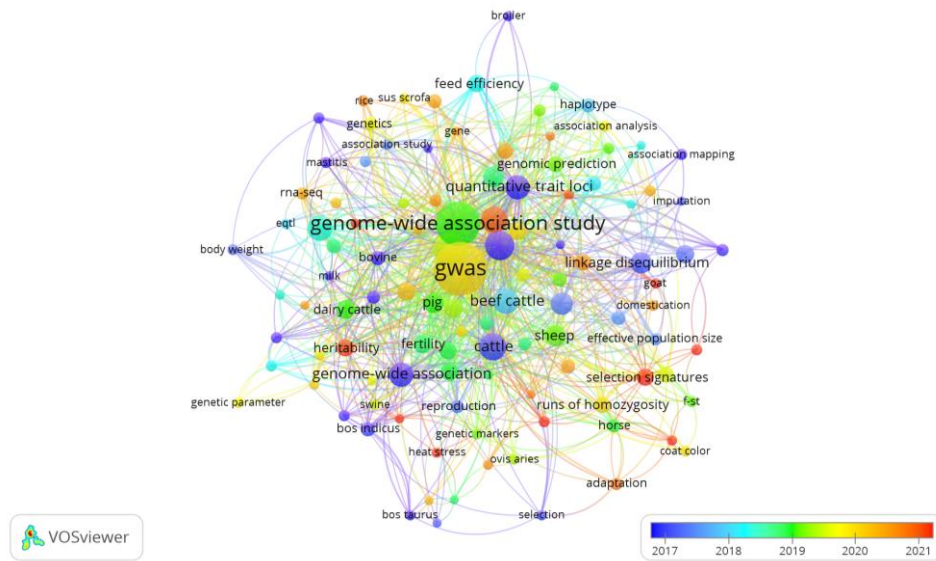 broiler
feed efficiency
rice
sus scrofa
haplotype
genetics
gene
association analysis
association study
mastitis
genomic prediction
association mapping
rna-seq
quantitative trait loci
imputation
eqtl
genome-wide association study
body weight
bovine
linkage disequilibrium
milk
gwas
goat
dairy cattle
pig
beef cattle
domestication
heritability
fertility
cattle
sheep
effective population size
genome-wide association
selection signatures
genetic parameter
swine
reproduction
runs of homozygosity
f-st
bos indicus
genetic markers
horse
heat stress
ovis aries
coat color
adaptation
bos taurus
selection
VOSviewer
2017 2018 2019 2020 2021